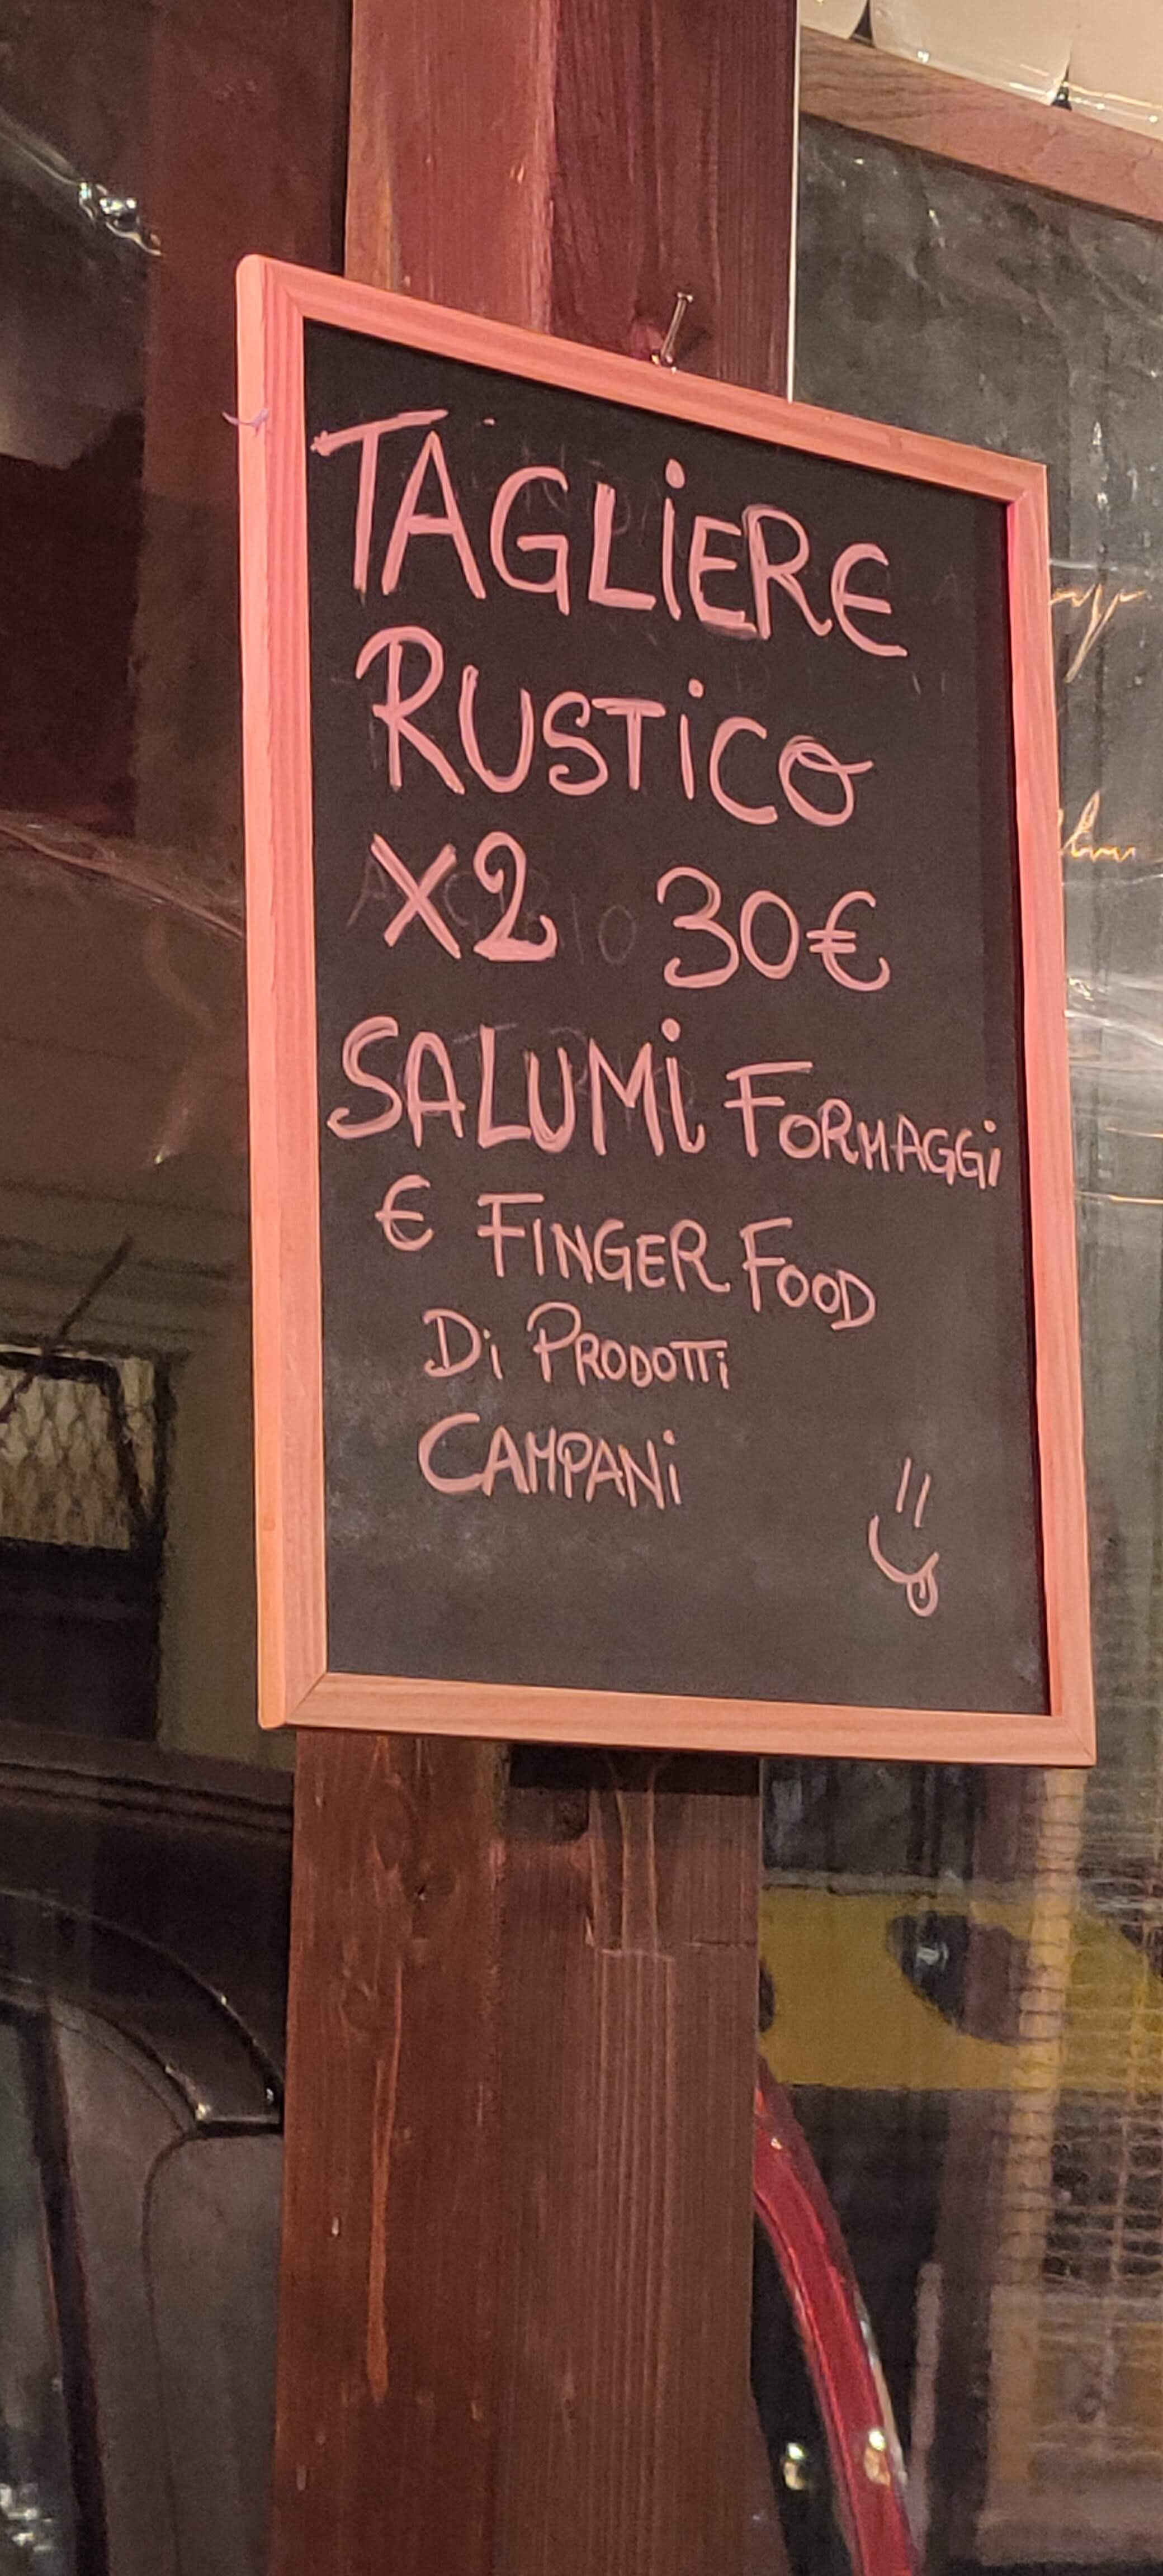 TAGLIERE
RUSTICO
X2 30€
SALUMI FORMAGGI
E FINGER FOOD
DI PRODOTTI
CAMPANI